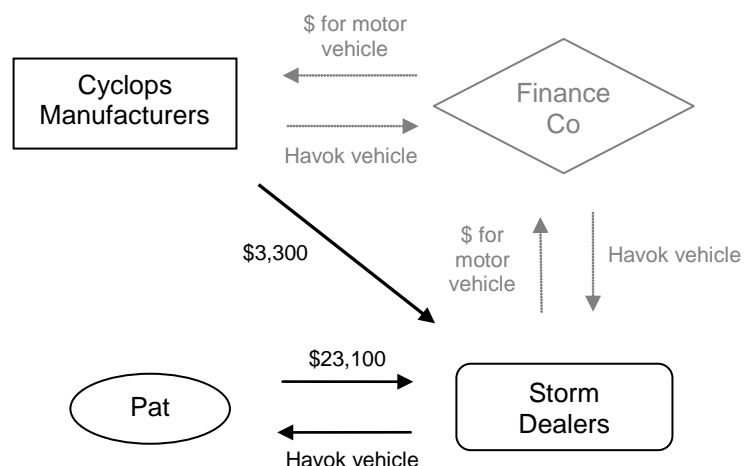 $ for motor
vehicle
Cyclops
Manufacturers
Finance
Co
Havok vehicle
$3,300
$ for
motor
vehicle
Havok vehicle
$23,100
Pat
Storm
Dealers
Havok vehicle